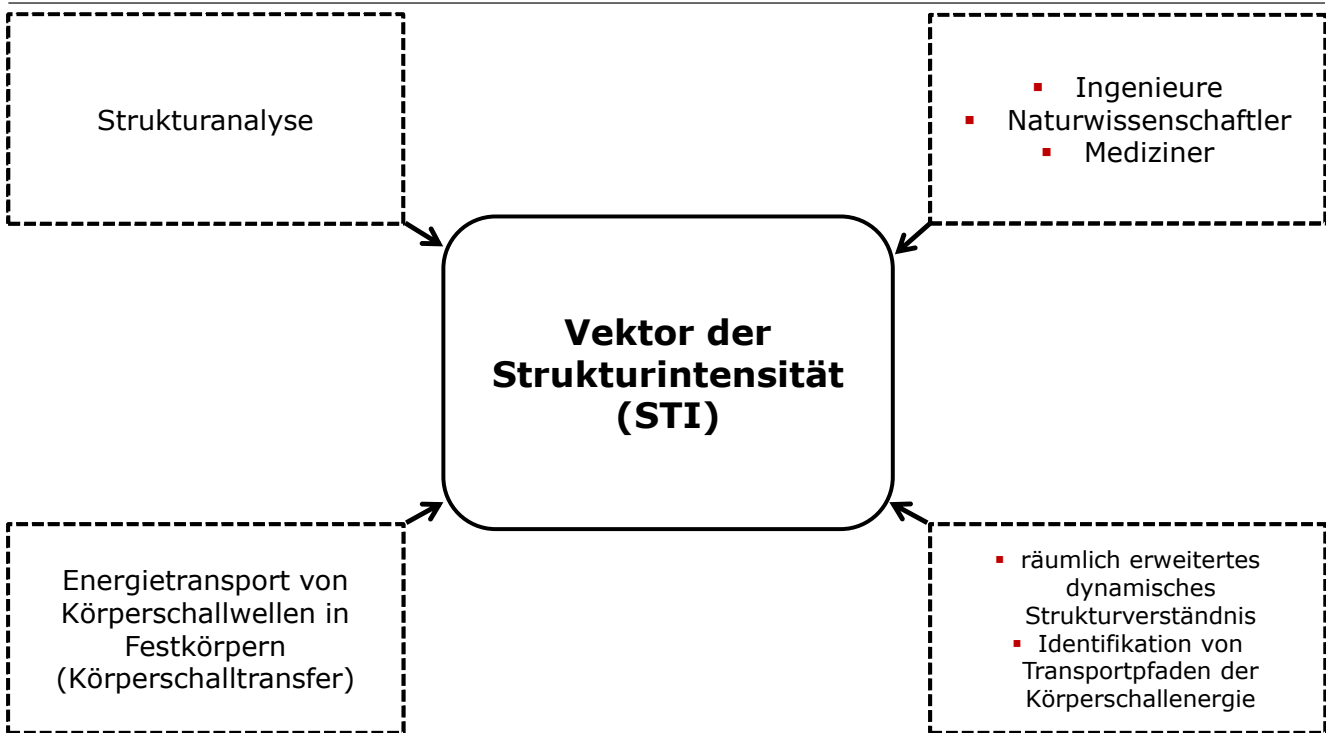 Strukturanalyse
▪ Ingenieure
▪ Naturwissenschaftler
▪ Mediziner
Vektor der
Strukturintensität
(STI)
Energietransport von
Körperschallwellen in
Festkörpern
(Körperschalltransfer)
▪ räumlich erweitertes
dynamisches
Strukturverständnis
▪ Identifikation von
Transportpfaden der
Körperschallenergie